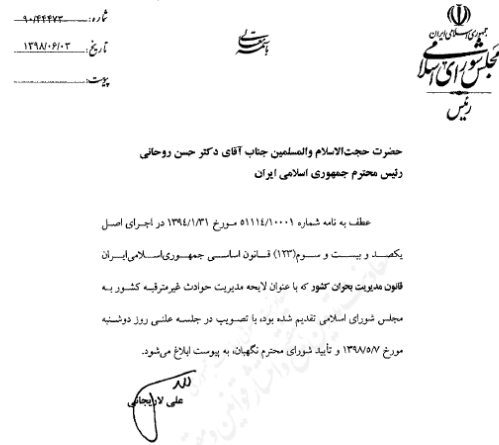 جمهوری اسلامی ایران
مجلس شورای اسلامی
رئیس
باسمه تعالی
شماره: ۹۰/۴۴۴۷۳
تاریخ: ۱۳۹۸/۰۶/۰۳
پیوست:
حضرت حجت‌الاسلام والمسلمین جناب آقای دکتر حسن روحانی
رئیس محترم جمهوری اسلامی ایران
عطف به نامه شماره ۵۱۱۱۴/۱۰۰۰۱ مورخ ۱۳۹۴/۱/۳۱ در اجرای اصل
یکصد و بیست و سوم(۱۲۳) قانون اساسی جمهوری‌اسلامی‌ایران
قانون مدیریت بحران کشور که با عنوان لایحه مدیریت حوادث غیرمترقبه کشور به
مجلس شورای اسلامی تقدیم شده بود، با تصویب در جلسه علنی روز دوشنبه
مورخ ۱۳۹۸/۵/۷ و تأیید شورای محترم نگهبان، به پیوست ابلاغ می‌شود.
علی لاریجانی